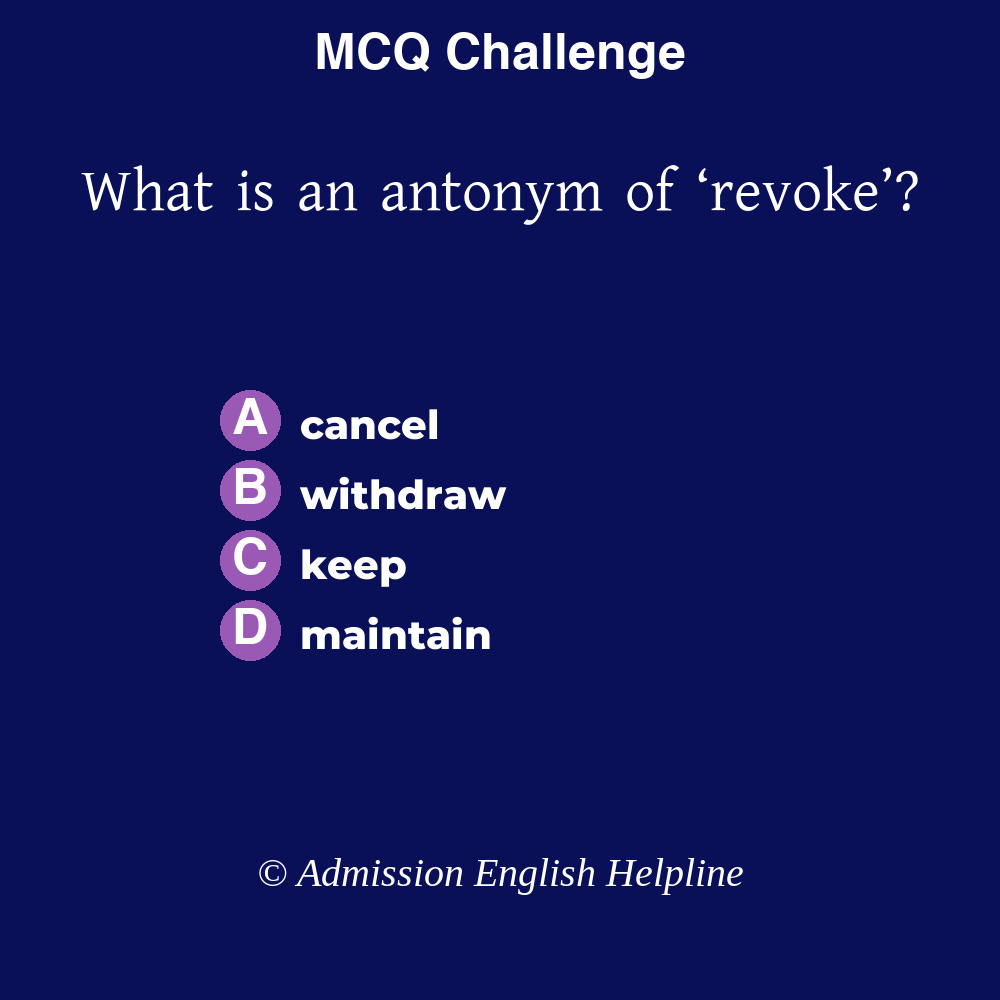 MCQ Challenge
What is an antonym of ‘revoke’?
A cancel
B withdraw
C keep
D maintain
© Admission English Helpline